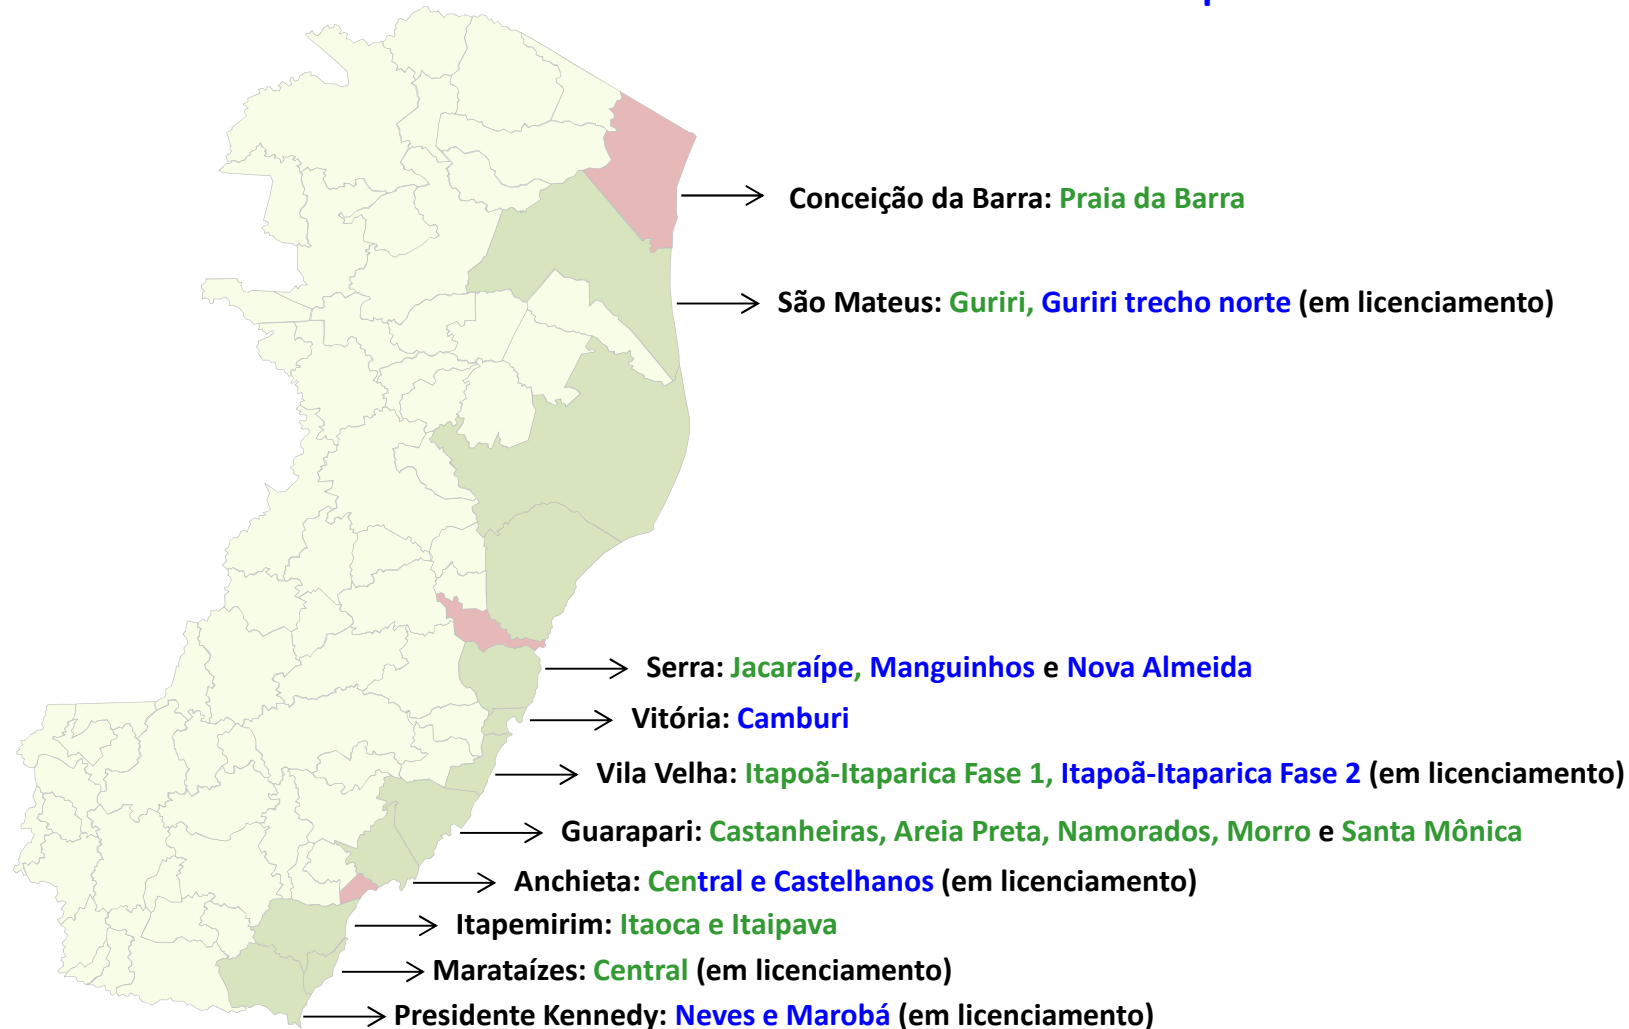 Conceição da Barra: Praia da Barra
São Mateus: Guriri, Guriri trecho norte (em licenciamento)
Serra: Jacaraípe, Manguinhos e Nova Almeida
Vitória: Camburi
Vila Velha: Itapoã-Itaparica Fase 1, Itapoã-Itaparica Fase 2 (em licenciamento)
Guarapari: Castanheiras, Areia Preta, Namorados, Morro e Santa Mônica
Anchieta: Central e Castelhanos (em licenciamento)
Itapemirim: Itaoca e Itaipava
Marataízes: Central (em licenciamento)
Presidente Kennedy: Neves e Marobá (em licenciamento)